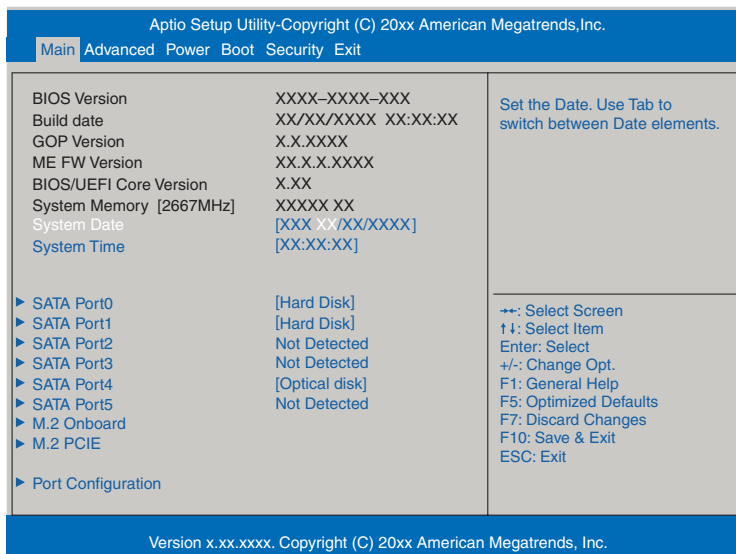 Aptio Setup Utility-Copyright (C) 20xx American Megatrends,Inc.
Main Advanced Power Boot Security Exit
BIOS Version XXXX–XXXX–XXX
Build date XX/XX/XXXX XX:XX:XX
GOP Version X.X.XXXX
ME FW Version XX.X.X.XXXX
BIOS/UEFI Core Version X.XX
System Memory [2667MHz] XXXXX XX
System Date [XXX XX/XX/XXXX]
System Time [XX:XX:XX]
SATA Port0 [Hard Disk]
SATA Port1 [Hard Disk]
SATA Port2 Not Detected
SATA Port3 Not Detected
SATA Port4 [Optical disk]
SATA Port5 Not Detected
M.2 Onboard
M.2 PCIE
Port Configuration
Set the Date. Use Tab to
switch between Date elements.
→←: Select Screen
↑↓: Select Item
Enter: Select
+/-: Change Opt.
F1: General Help
F5: Optimized Defaults
F7: Discard Changes
F10: Save & Exit
ESC: Exit
Version x.xx.xxxx. Copyright (C) 20xx American Megatrends, Inc.